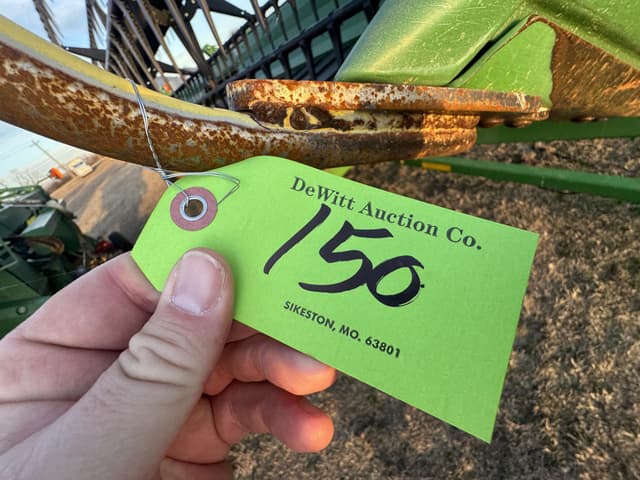 DeWitt Auction Co.
150
SIKESTON, MO. 63801